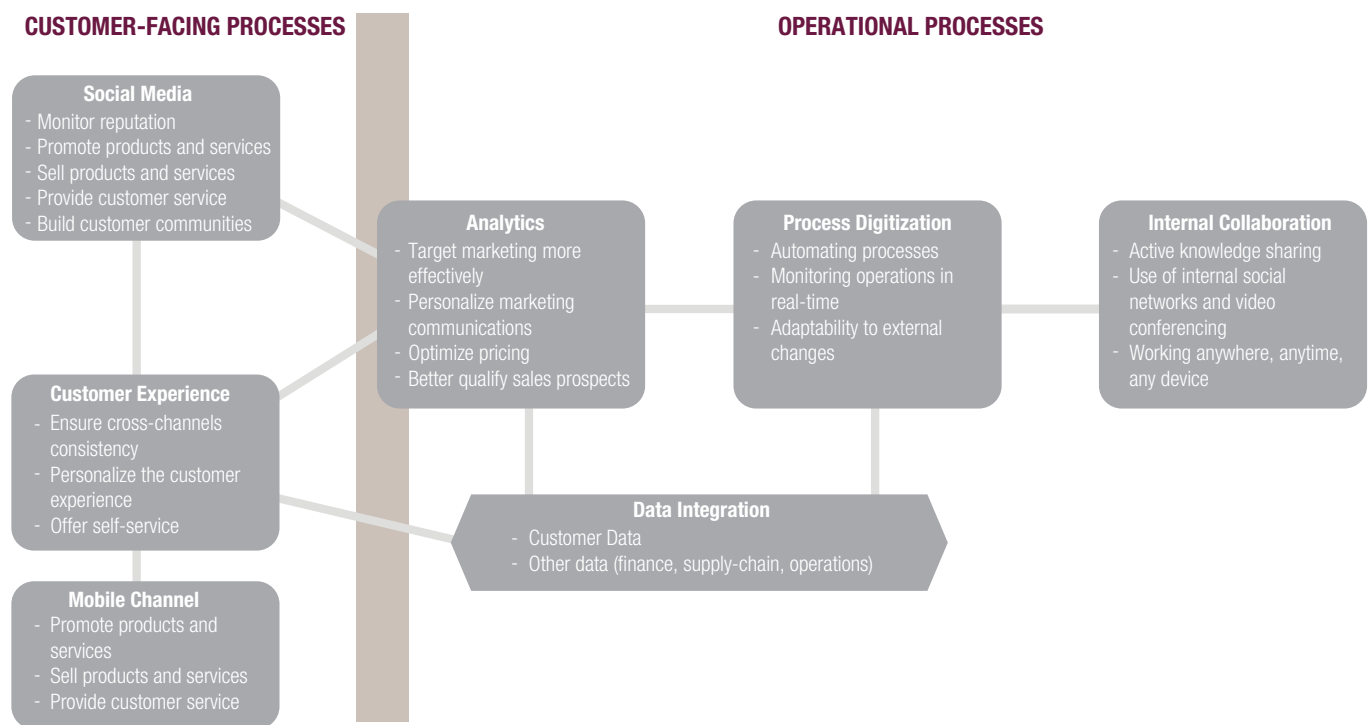 CUSTOMER-FACING PROCESSES
OPERATIONAL PROCESSES
Social Media
- Monitor reputation
- Promote products and services
- Sell products and services
- Provide customer service
- Build customer communities
Customer Experience
- Ensure cross-channels
consistency
- Personalize the customer
experience
- Offer self-service
Mobile Channel
- Promote products and
services
- Sell products and services
- Provide customer service
Analytics
- Target marketing more
effectively
- Personalize marketing
communications
- Optimize pricing
- Better qualify sales prospects
Process Digitization
- Automating processes
- Monitoring operations in
real-time
- Adaptability to external
changes
Internal Collaboration
- Active knowledge sharing
- Use of internal social
networks and video
conferencing
- Working anywhere, anytime,
any device
Data Integration
- Customer Data
- Other data (finance, supply-chain, operations)